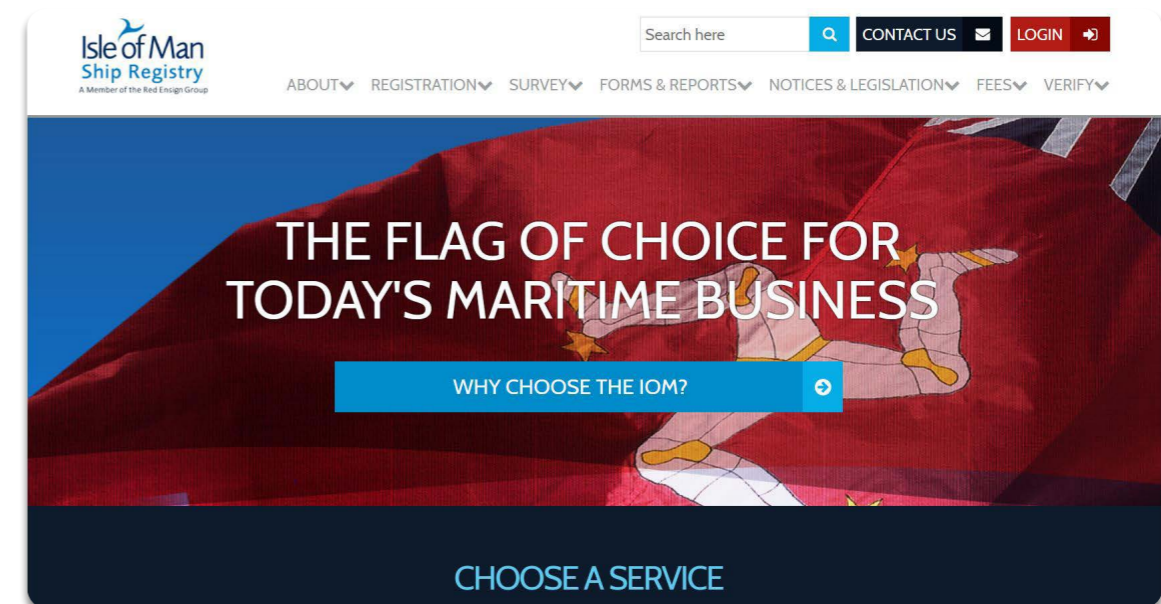 Isle of Man
Ship Registry
A Member of the Red Ensign Group
Search here
CONTACT US
LOGIN
ABOUT
REGISTRATION
SURVEY
FORMS & REPORTS
NOTICES & LEGISLATION
FEES
VERIFY
THE FLAG OF CHOICE FOR
TODAY'S MARITIME BUSINESS
WHY CHOOSE THE IOM?
CHOOSE A SERVICE